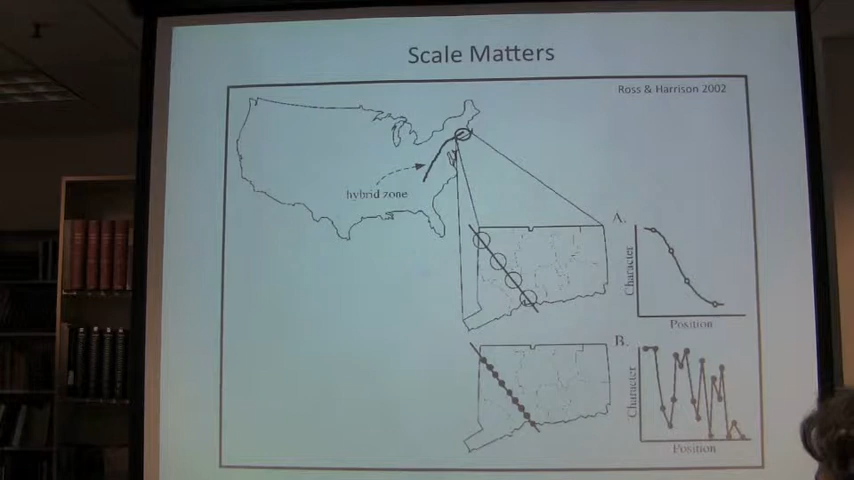 Scale Matters
Ross & Harrison 2002
hybrid zone
A.
Character
Position
B.
Character
Position